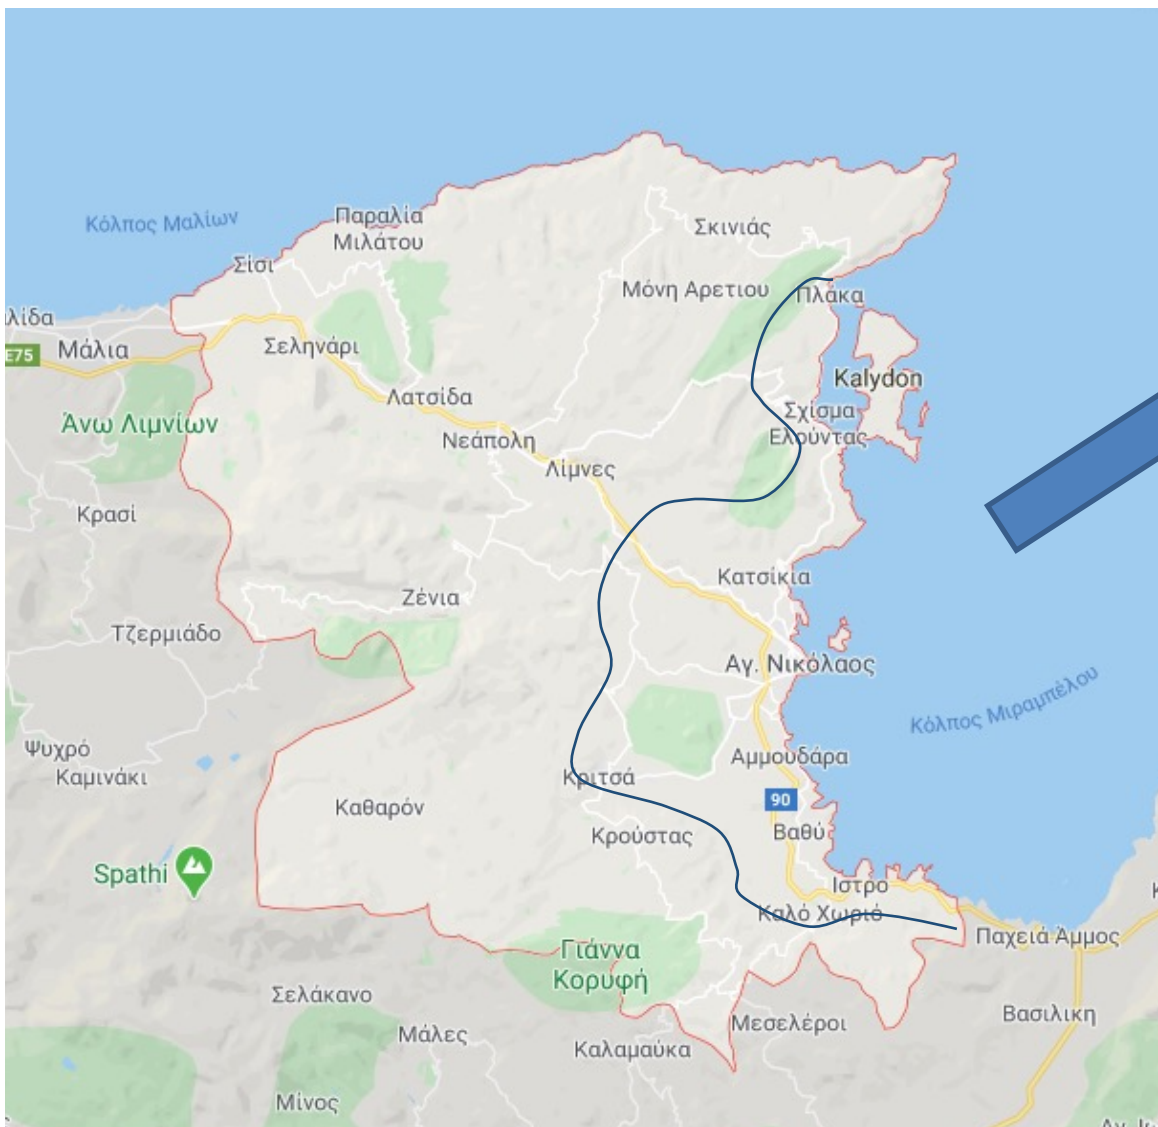 Κόλπος Μαλίων
Παραλία
Μιλάτου
Σκινιάς
Σίσι
Μόνη Αρετιου
Πλάκα
λίδα
E75
Μάλια
Σεληνάρι
Kalydon
Λατσίδα
Σχίσμα
Ελούντας
Άνω Λιμνίων
Νεάπολη
Λίμνες
Κρασί
Κατσίκια
Ζένια
Τζερμιάδο
Αγ. Νικόλαος
Κόλπος Μιραμπέλου
Ψυχρό
Καμινάκι
Αμμουδάρα
Κριτσά
90
Καθαρόν
Κρούστας
Βαθύ
Spathi
Ιστρο
Καλό Χωριό
Παχειά Άμμος
Γιάννα
Κορυφή
Σελάκανο
Βασιλικη
Μεσελέροι
Μάλες
Καλαμαύκα
Μίνος